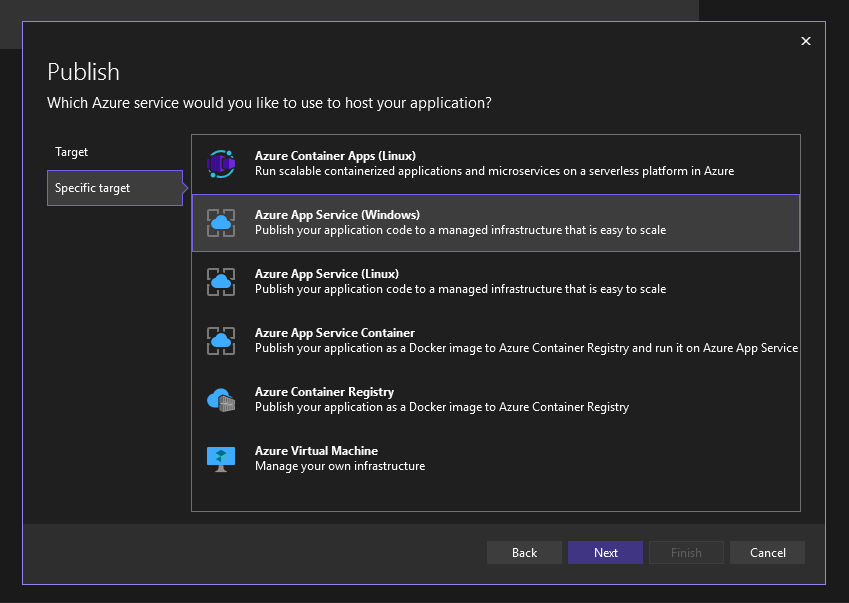 Publish
Which Azure service would you like to use to host your application?
Target
Specific target
Azure Container Apps (Linux)
Run scalable containerized applications and microservices on a serverless platform in Azure
Azure App Service (Windows)
Publish your application code to a managed infrastructure that is easy to scale
Azure App Service (Linux)
Publish your application code to a managed infrastructure that is easy to scale
Azure App Service Container
Publish your application as a Docker image to Azure Container Registry and run it on Azure App Service
Azure Container Registry
Publish your application as a Docker image to Azure Container Registry
Azure Virtual Machine
Manage your own infrastructure
Back
Next
Finish
Cancel